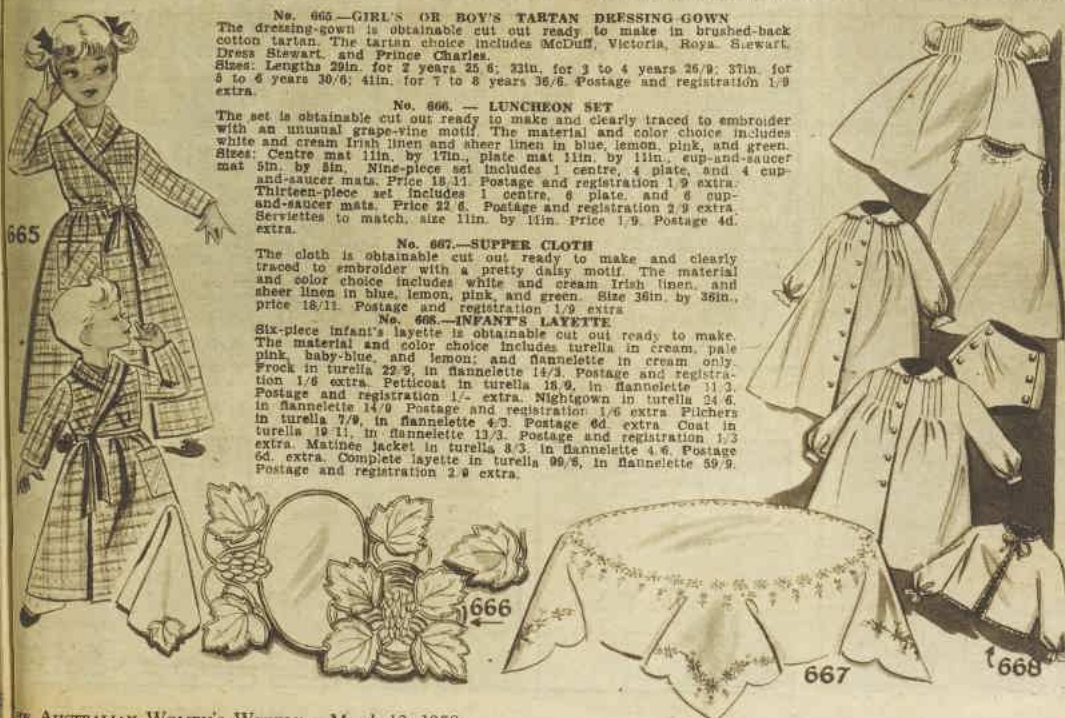 No. 665—GIRL'S OR BOY'S TARTAN DRESSING-GOWN
The dressing-gown is obtainable cut out ready to make in brushed-back
cotton tartan. The tartan choice includes McDuff, Victoria, Roya. Stewart,
Dress Stewart, and Prince Charles.
Sizes: Lengths 29in. for 2 years 25 6; 33in. for 3 to 4 years 26/9; 37in. for
5 to 6 years 30/6; 41in. for 7 to 8 years 36/6. Postage and registration 1/9
extra.
No. 666. — LUNCHEON SET
The set is obtainable cut out ready to make and clearly traced to embroider
with an unusual grape-vine motif. The material and color choice includes
white and cream Irish linen and sheer linen in blue, lemon, pink, and green.
Sizes: Centre mat 11in. by 17in., plate mat 11in. by 11in., cup-and-saucer
mat 5in. by 5in. Nine-piece set includes 1 centre, 4 plate, and 4 cup-
and-saucer mats. Price 18/11. Postage and registration 1/9 extra.
Thirteen-piece set includes 1 centre, 6 plate, and 6 cup-
and-saucer mats. Price 22 6. Postage and registration 2/9 extra.
Serviettes to match, size 11in. by 11in. Price 1/9. Postage 4d.
extra.
No. 667.—SUPPER CLOTH
The cloth is obtainable cut out ready to make and clearly
traced to embroider with a pretty daisy motif. The material
and color choice includes white and cream Irish linen, and
sheer linen in blue, lemon, pink, and green. Size 36in. by 36in.,
price 18/11. Postage and registration 1/9 extra
No. 668.—INFANT'S LAYETTE
Six-piece infant's layette is obtainable cut out ready to make.
The material and color choice includes turella in cream, pale
pink, baby-blue, and lemon; and flannelette in cream only.
Frock in turella 22/9, in flannelette 14/3. Postage and registra-
tion 1/6 extra. Petticoat in turella 18/9, in flannelette 11 3.
Postage and registration 1/- extra. Nightgown in turella 24 6.
in flannelette 14/9 Postage and registration 1/6 extra. Pilchers
in turella 7/9, in flannelette 4/3. Postage 6d. extra Coat in
turella 19 11, in flannelette 13/3. Postage and registration 1/3
extra. Matinee jacket in turella 8/3, in flannelette 4/6. Postage
6d. extra. Complete layette in turella 99/6, in flannelette 59/9.
Postage and registration 2/9 extra.
665
666
667
668
AUSTRALIAN WOMEN'S WEEKLY